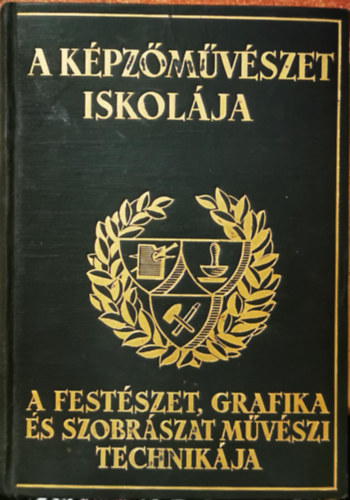 A KÉPZŐMŰVÉSZET
ISKOLÁJA
A FESTÉSZET, GRAFIKA
ÉS SZOBRÁSZAT MŰVÉSZI
TECHNIKÁJA